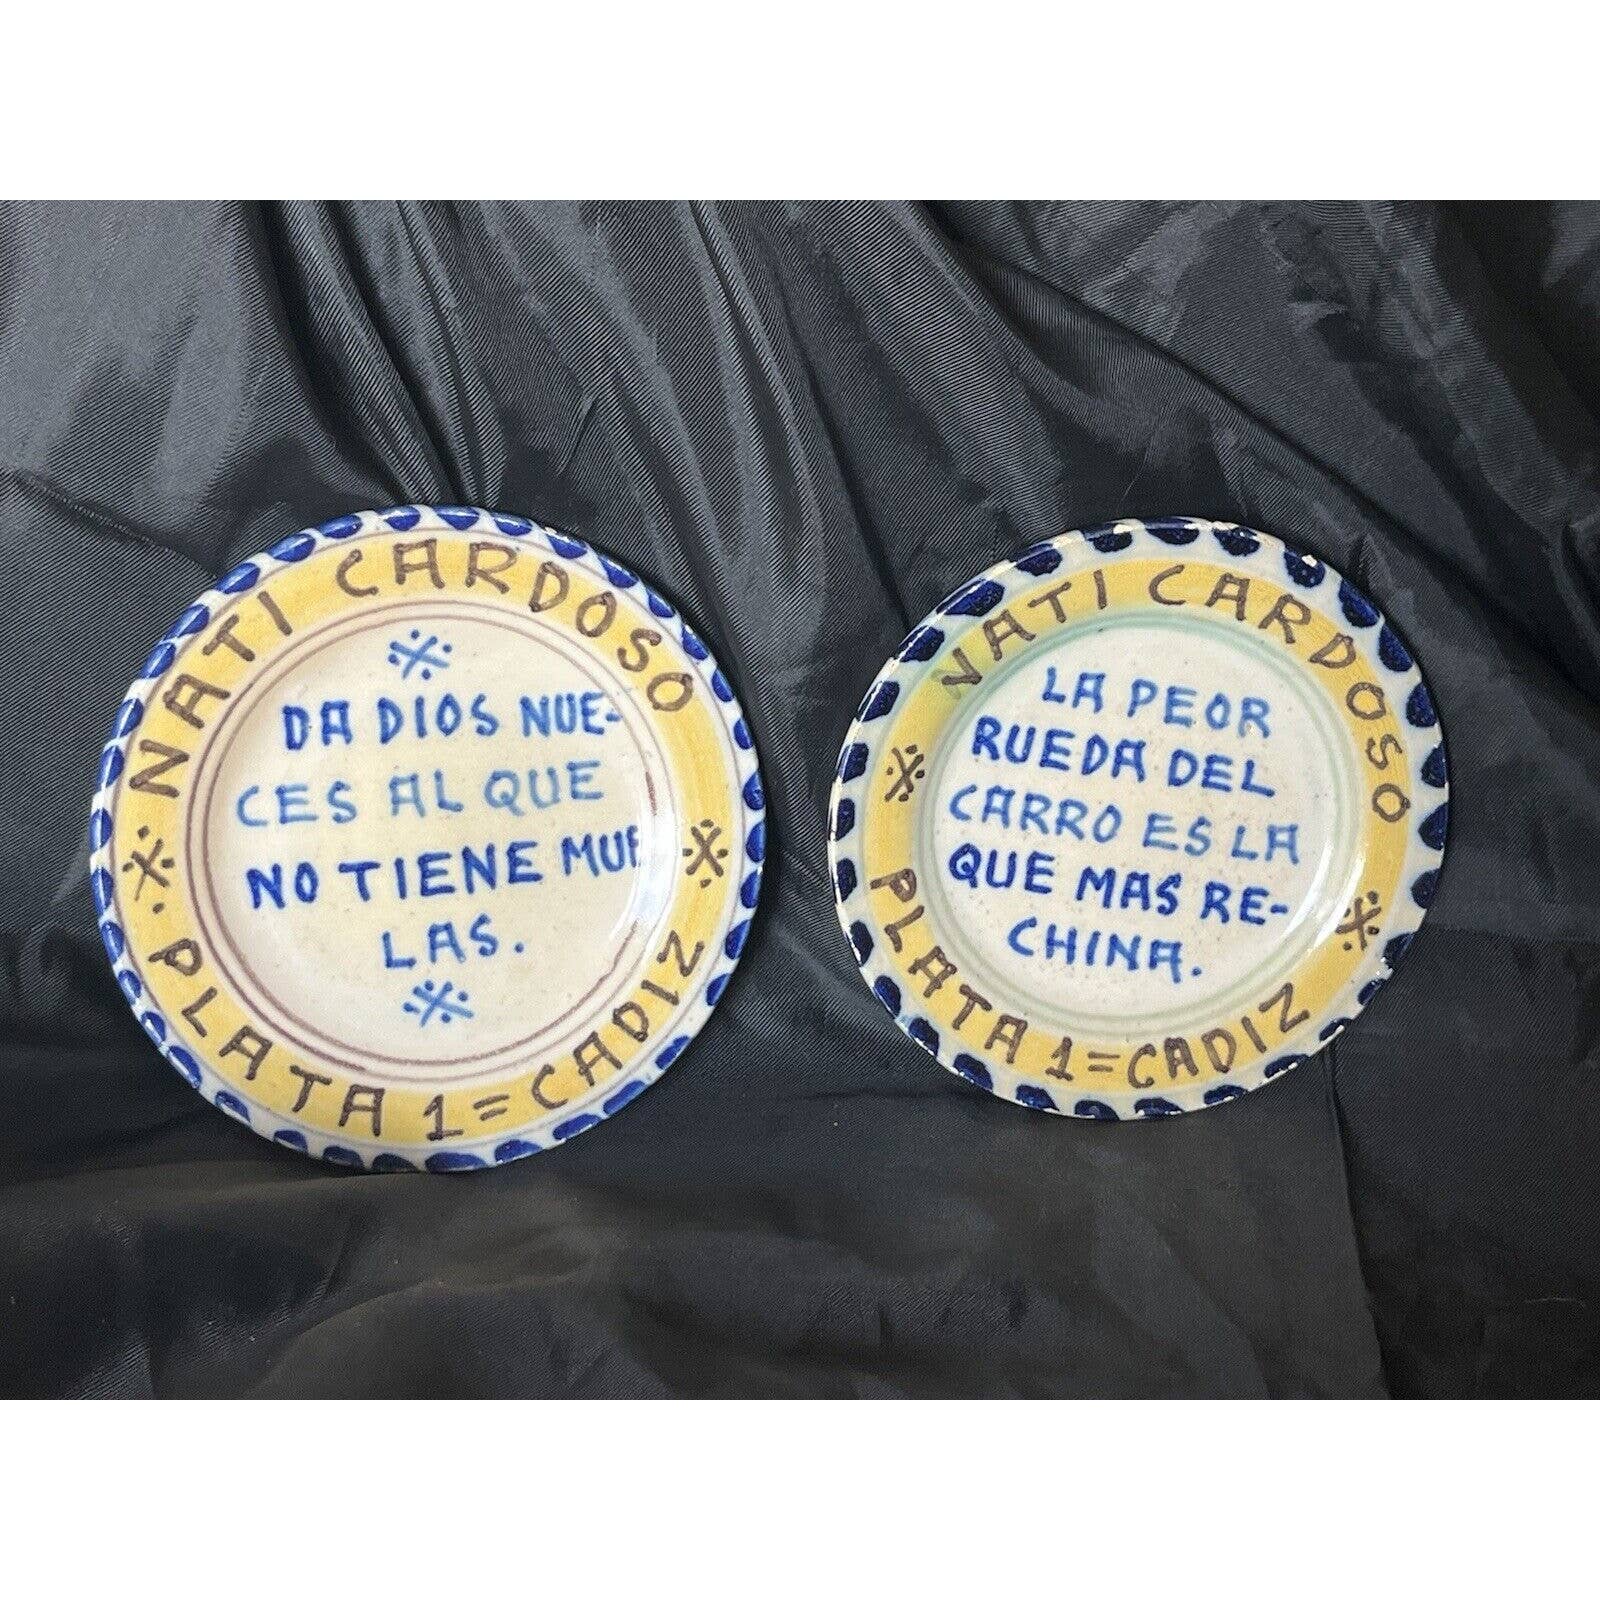 NATI CARDOSO
DA DIOS NUE-
CES AL QUE
NO TIENE MUE
LAS.
PLATA 1 = CADIZ
NATI CARDOSO
LA PEOR
RUEDA DEL
CARRO ES LA
QUE MAS RE-
CHINA.
PLATA 1 = CADIZ